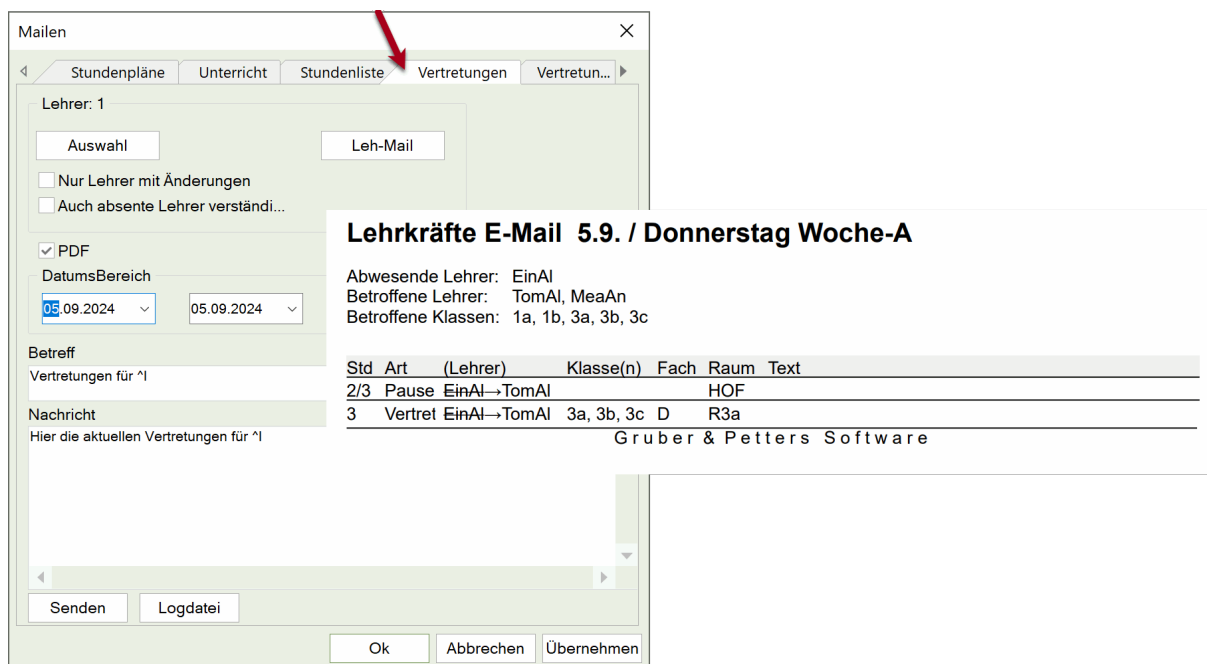 Mailen
Stundenpläne Unterricht Stundenliste Vertretungen Vertretun...
Lehrer: 1
Auswahl Leh-Mail
Nur Lehrer mit Änderungen
Auch absente Lehrer verständi...
PDF
DatumsBereich
05.09.2024 05.09.2024
Betreff
Vertretungen für ^l
Nachricht
Hier die aktuellen Vertretungen für ^l
Senden Logdatei
Ok Abbrechen Übernehmen
Lehrkräfte E-Mail 5.9. / Donnerstag Woche-A
Abwesende Lehrer: EinAl
Betroffene Lehrer: TomAl, MeaAn
Betroffene Klassen: 1a, 1b, 3a, 3b, 3c
Std Art (Lehrer) Klasse(n) Fach Raum Text
2/3 Pause EinAl→TomAl HOF
3 Vertret EinAl→TomAl 3a, 3b, 3c D R3a
Gruber & Petters Software